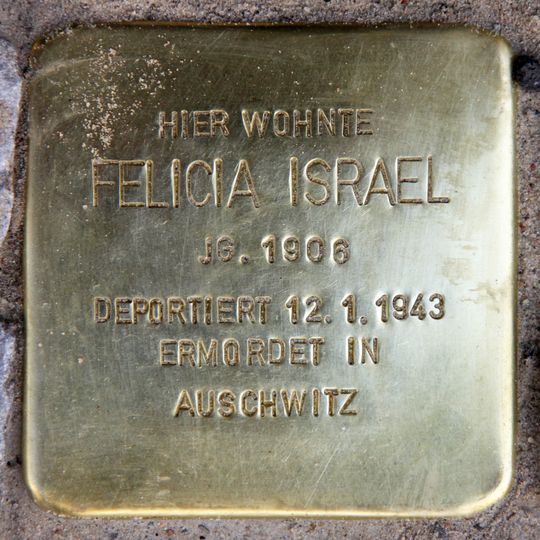 HIER WOHNTE
FELICIA ISRAEL
JG. 1906
DEPORTIERT 12.1.1943
ERMORDET IN
AUSCHWITZ